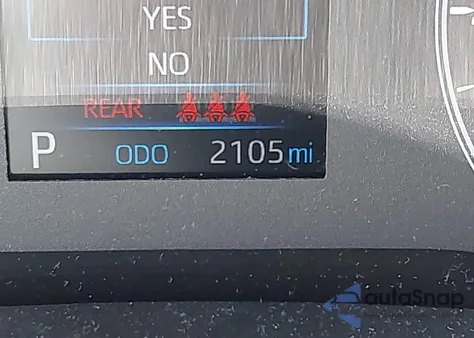 YES
NO
REAR
P ODO 2105 mi
autoSnap